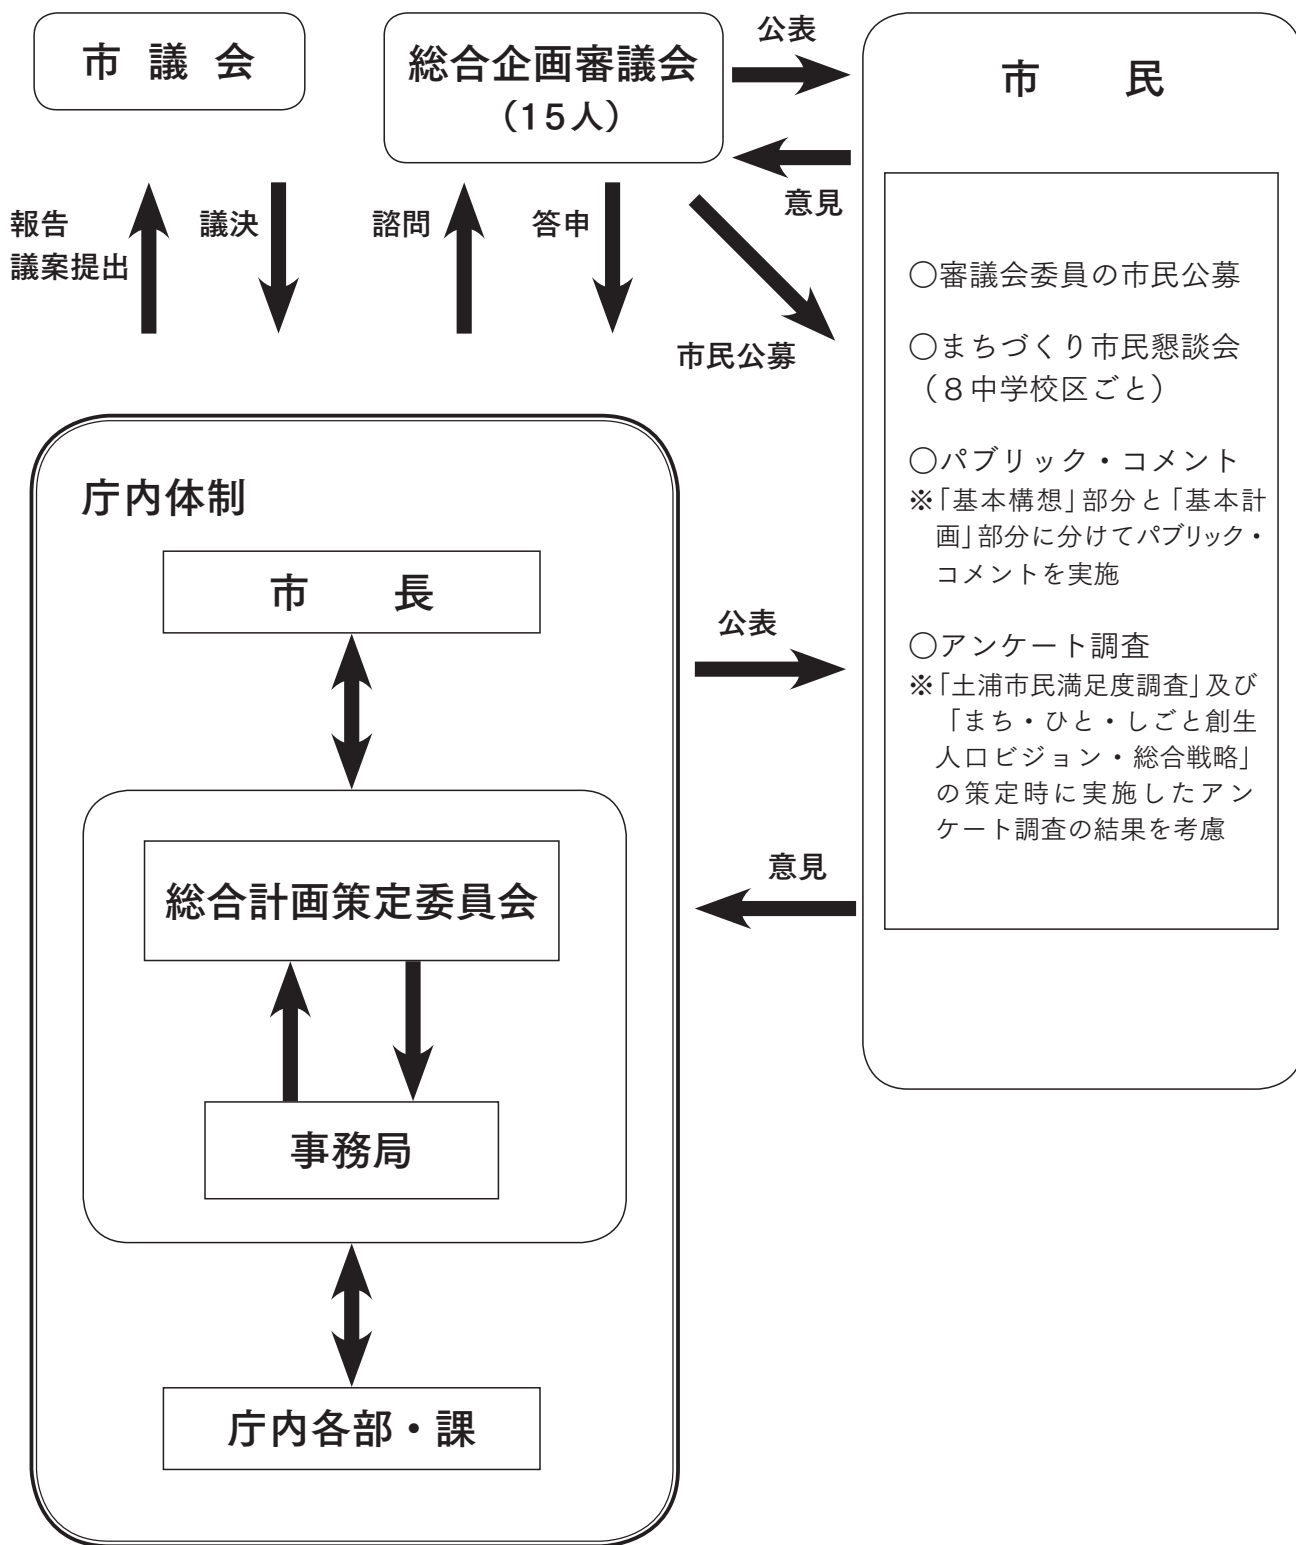 市議会
総合企画審議会
（15人）
公表
意見
市　　民
報告
議案提出
議決
諮問
答申
市民公募
○審議会委員の市民公募
○まちづくり市民懇談会
（８中学校区ごと）
○パブリック・コメント
※「基本構想」部分と「基本計
画」部分に分けてパブリック・
コメントを実施
○アンケート調査
※「土浦市民満足度調査」及び
「まち・ひと・しごと創生
人口ビジョン・総合戦略」
の策定時に実施したアン
ケート調査の結果を考慮
庁内体制
市　　長
公表
総合計画策定委員会
意見
事務局
庁内各部・課